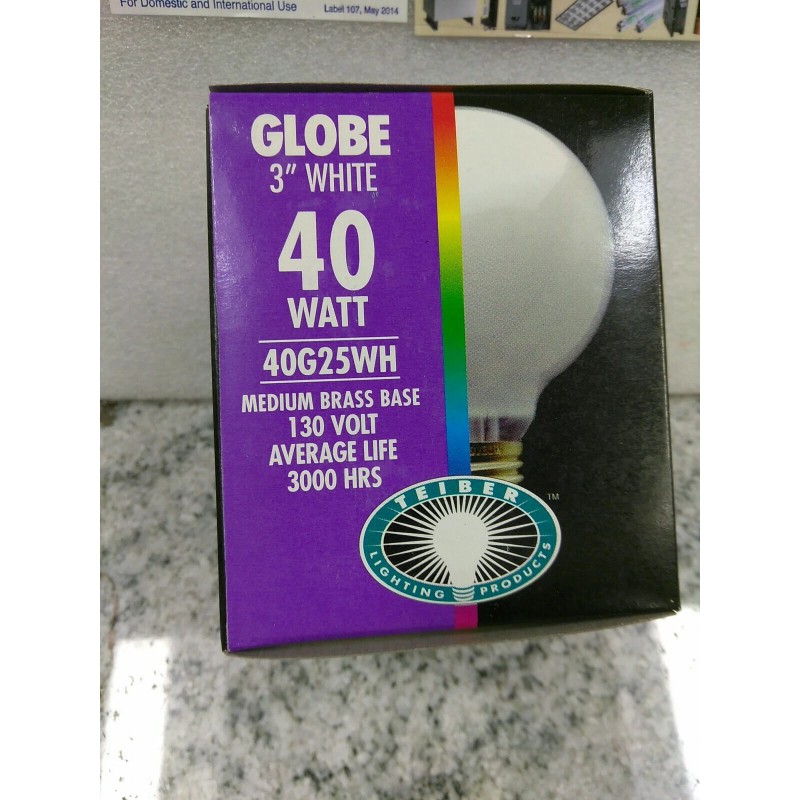 For Domestic and International Use
Label 107, May 2014
GLOBE
3" WHITE
40
WATT
40G25WH
MEDIUM BRASS BASE
130 VOLT
AVERAGE LIFE
3000 HRS
TEIBER
LIGHTING PRODUCTS
TM